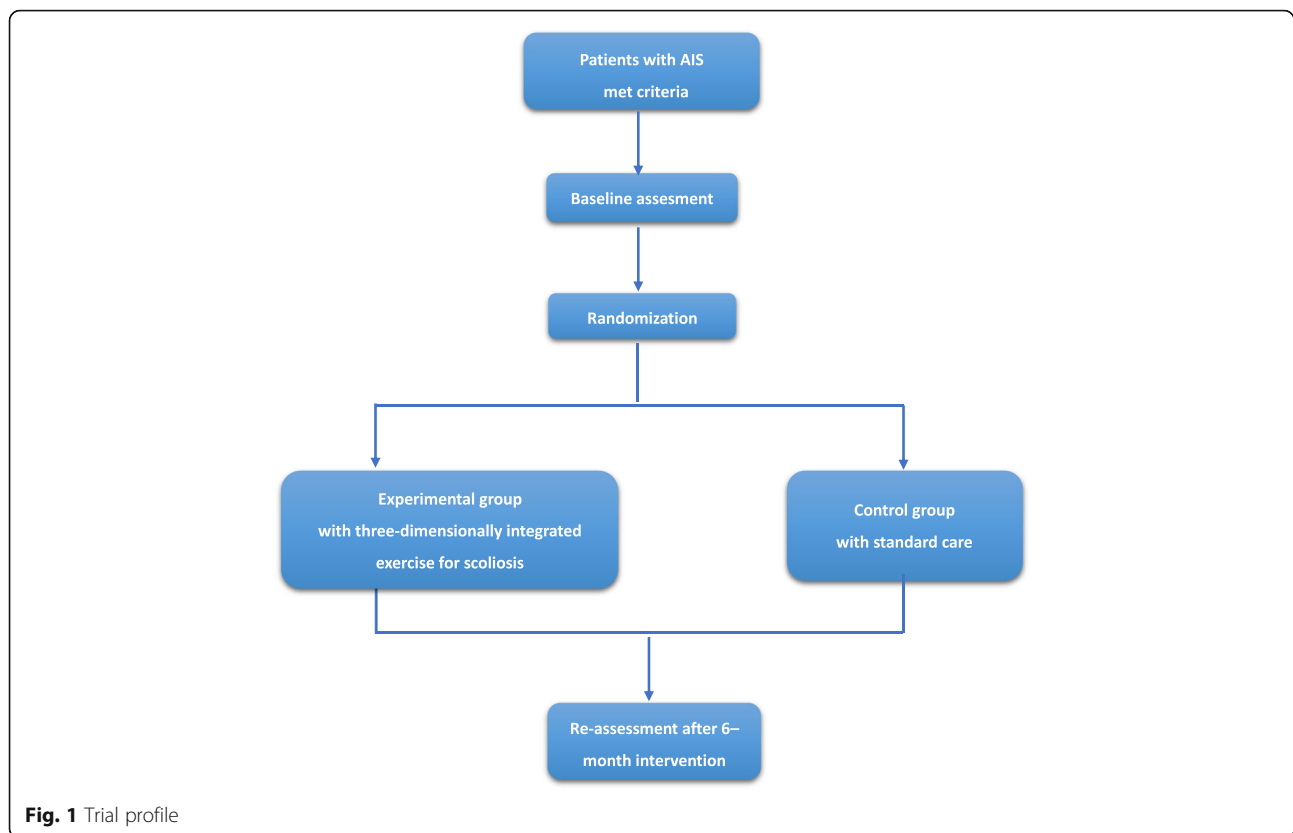 Patients with AIS
met criteria
Baseline assesment
Randomization
Experimental group
with three-dimensionally integrated
exercise for scoliosis
Control group
with standard care
Re-assessment after 6–
month intervention
Fig. 1 Trial profile